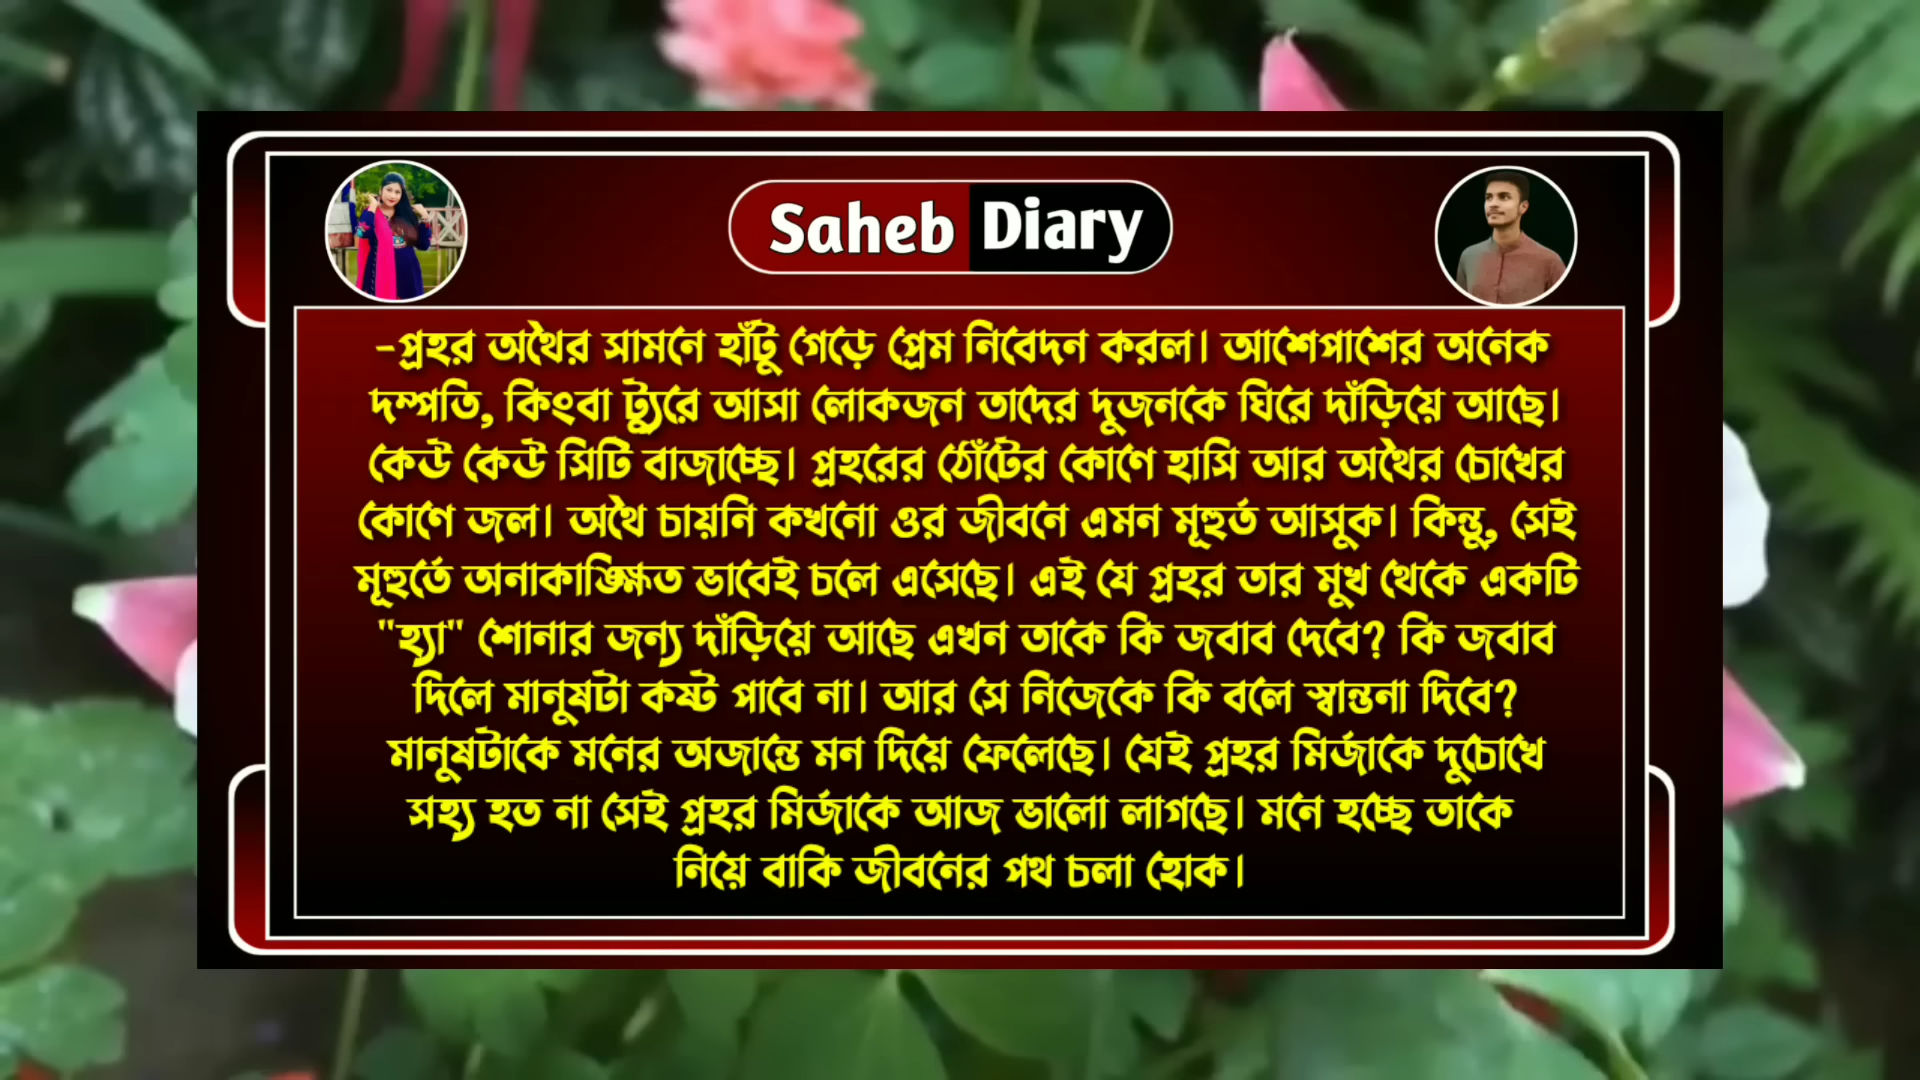 Saheb Diary
-প্রহর অথৈর সামনে হাঁটু গেড়ে প্রেম নিবেদন করল। আশেপাশের অনেক
দম্পতি, কিংবা ট্যুরে আসা লোকজন তাদের দুজনকে ঘিরে দাঁড়িয়ে আছে।
কেউ কেউ সিটি বাজাচ্ছে। প্রহরের ঠোঁটের কোণে হাসি আর অথৈর চোখের
কোণে জল। অথৈ চায়নি কখনো ওর জীবনে এমন মূহুর্ত আসুক। কিন্তু, সেই
মূহুর্তে অনাকাঙ্ক্ষিত ভাবেই চলে এসেছে। এই যে প্রহর তার মুখ থেকে একটি
"হ্যা" শোনার জন্য দাঁড়িয়ে আছে এখন তাকে কি জবাব দেবে? কি জবাব
দিলে মানুষটা কষ্ট পাবে না। আর সে নিজেকে কি বলে স্বান্তনা দিবে?
মানুষটাকে মনের অজান্তে মন দিয়ে ফেলেছে। যেই প্রহর মির্জাকে দুচোখে
সহ্য হত না সেই প্রহর মির্জাকে আজ ভালো লাগছে। মনে হচ্ছে তাকে
নিয়ে বাকি জীবনের পথ চলা হোক।